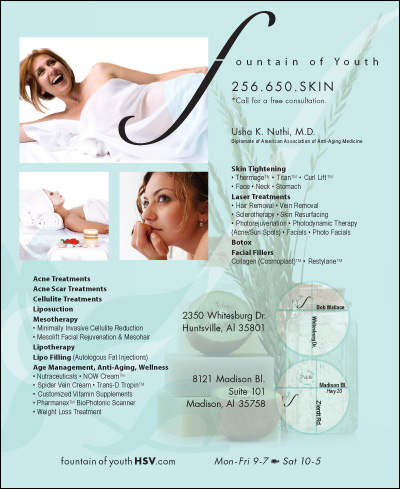 fountain of Youth
256.650.SKIN
*Call for a free consultation.
Usha K. Nuthi, M.D.
Diplomate of American Association of Anti-Aging Medicine
Skin Tightening
• Thermage™ • Titan™ • Curl Lift™
• Face • Neck • Stomach
Laser Treatments
• Hair Removal • Vein Removal
• Sclerotherapy • Skin Resurfacing
• Photorejuvenation • Photodynamic Therapy
(Acne/Sun Spots) • Facials • Photo Facials
Botox
Facial Fillers
Collagen (Cosmoplast)™ • Restylane™
Acne Treatments
Acne Scar Treatments
Cellulite Treatments
Liposuction
Mesotherapy
• Minimally Invasive Cellulite Reduction
• Mesolift Facial Rejuvenation & Mesohair
Lipotherapy
Lipo Filling (Autologous Fat Injections)
Age Management, Anti-Aging, Wellness
• Nutraceuticals • NOW Cream™
• Spider Vein Cream • Trans-D Tropin™
• Customized Vitamin Supplements
• Pharmanex™ BioPhotonic Scanner
• Weight Loss Treatment
2350 Whitesburg Dr.
Huntsville, Al 35801
8121 Madison Bl.
Suite 101
Madison, Al 35758
f
Bob Wallace
Whitesburg Dr.
Madison Bl.
Hwy 20
f
Zierdt Rd.
fountain of youth HSV.com
Mon-Fri 9-7 Sat 10-5